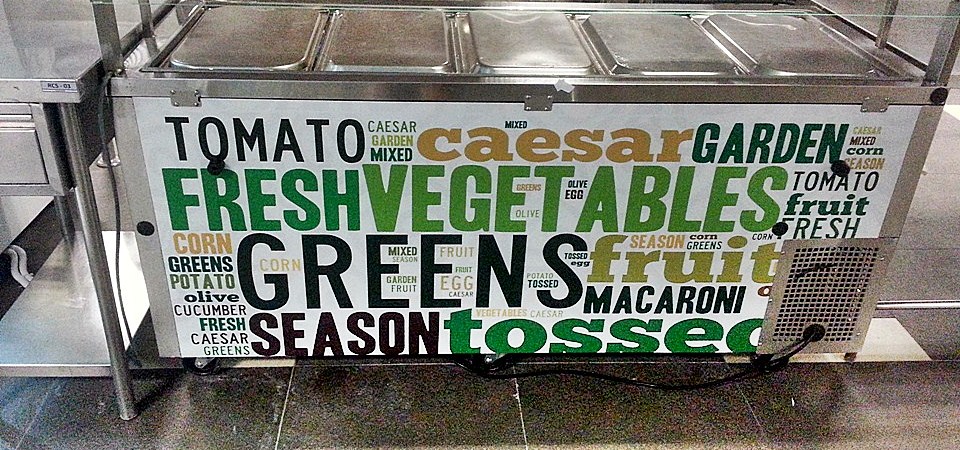 RCS - 03
TOMATO CAESAR GARDEN MIXED caesar MIXED GARDEN CAESAR MIXED corn SEASON
FRESH VEGETABLES GREENS OLIVE EGG OLIVE TOMATO fruit FRESH
CORN GREENS POTATO olive CORN GREENS MIXED SEASON FRUIT GARDEN FRUIT FRUIT EGG CAESAR POTATO TOSSED TOSSED egg fruit SEASON corn GREENS CORN
MACARONI
CUCUMBER FRESH CAESAR GREENS SEASON VEGETABLES CAESAR tossed